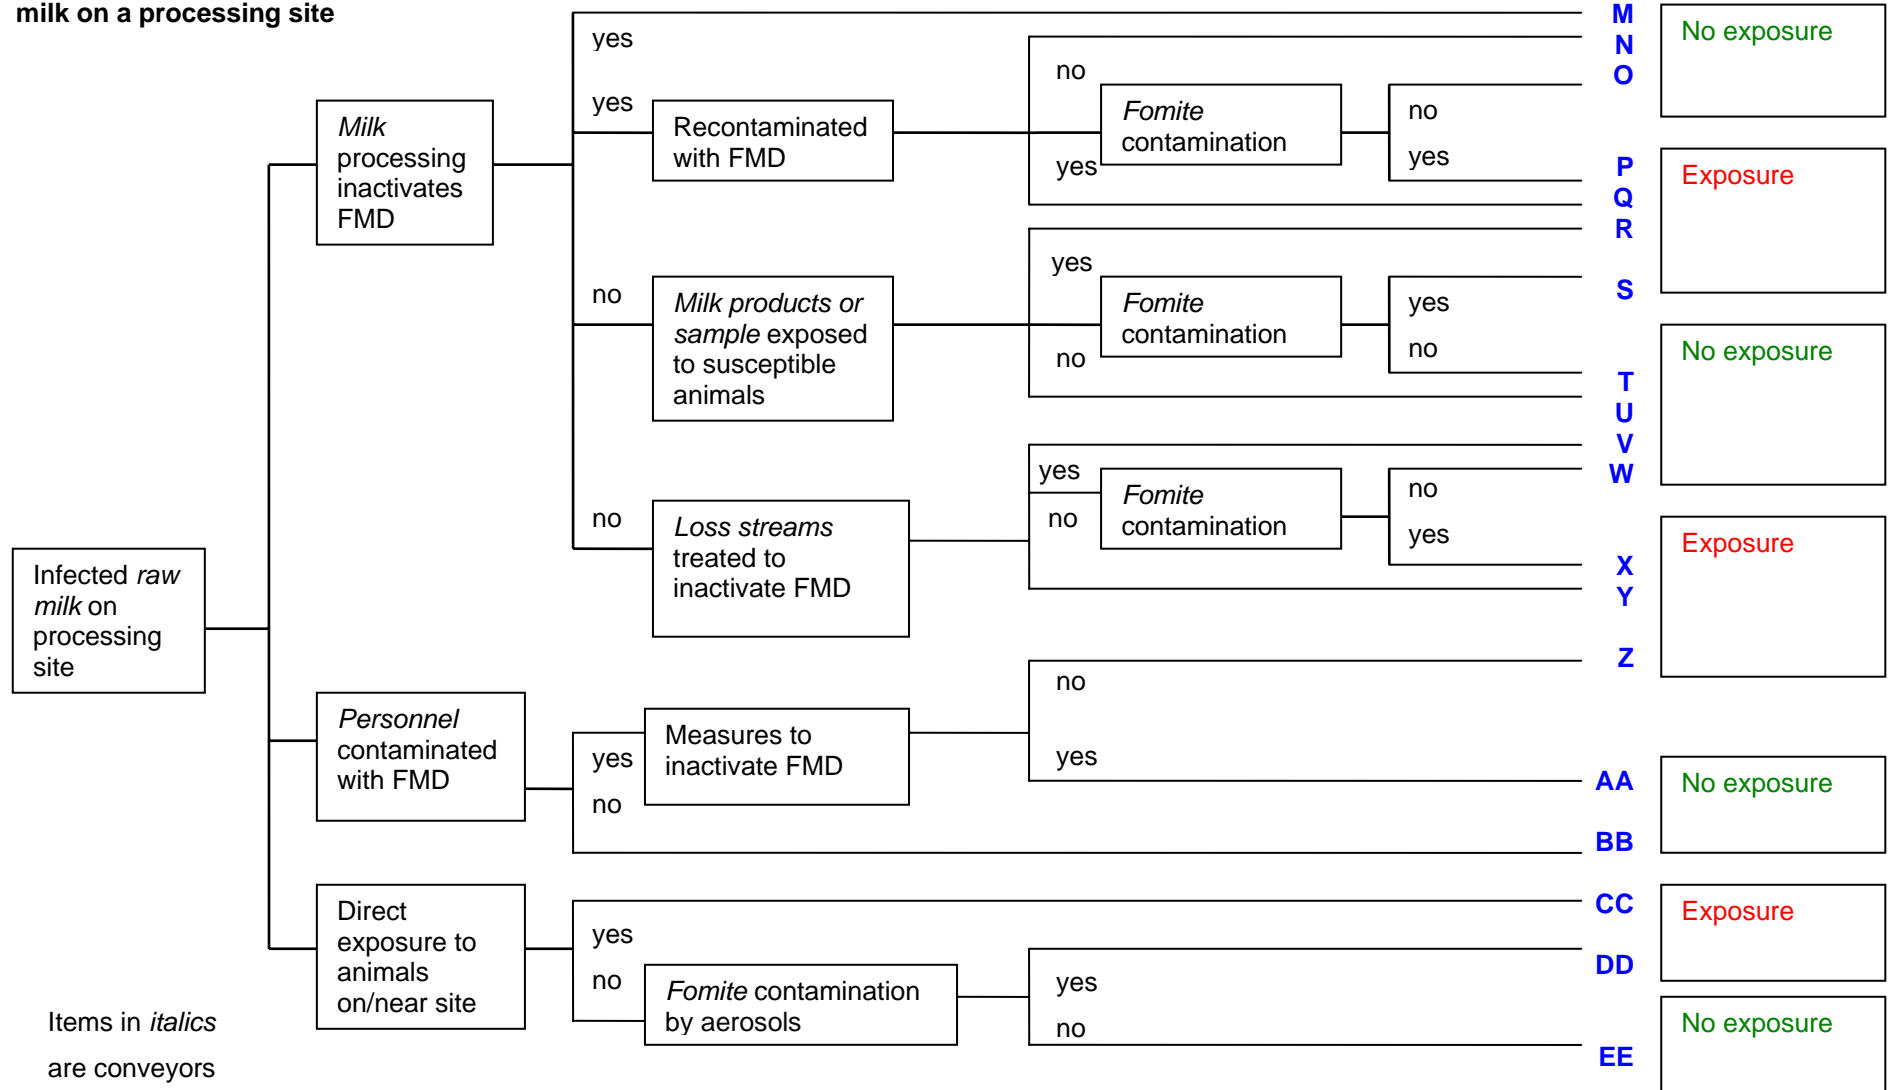 milk on a processing site
Infected raw
milk on
processing
site
Milk
processing
inactivates
FMD
yes
yes
no
no
Recontaminated
with FMD
no
yes
Fomite
contamination
no
yes
Milk products or
sample exposed
to susceptible
animals
yes
no
Fomite
contamination
yes
no
Loss streams
treated to
inactivate FMD
yes
no
Fomite
contamination
no
yes
Personnel
contaminated
with FMD
yes
no
Measures to
inactivate FMD
no
yes
Direct
exposure to
animals
on/near site
yes
no
Fomite contamination
by aerosols
yes
no
M
N
O
P
Q
R
S
T
U
V
W
X
Y
Z
AA
BB
CC
DD
EE
No exposure
Exposure
No exposure
Exposure
No exposure
Exposure
No exposure
Items in italics
are conveyors